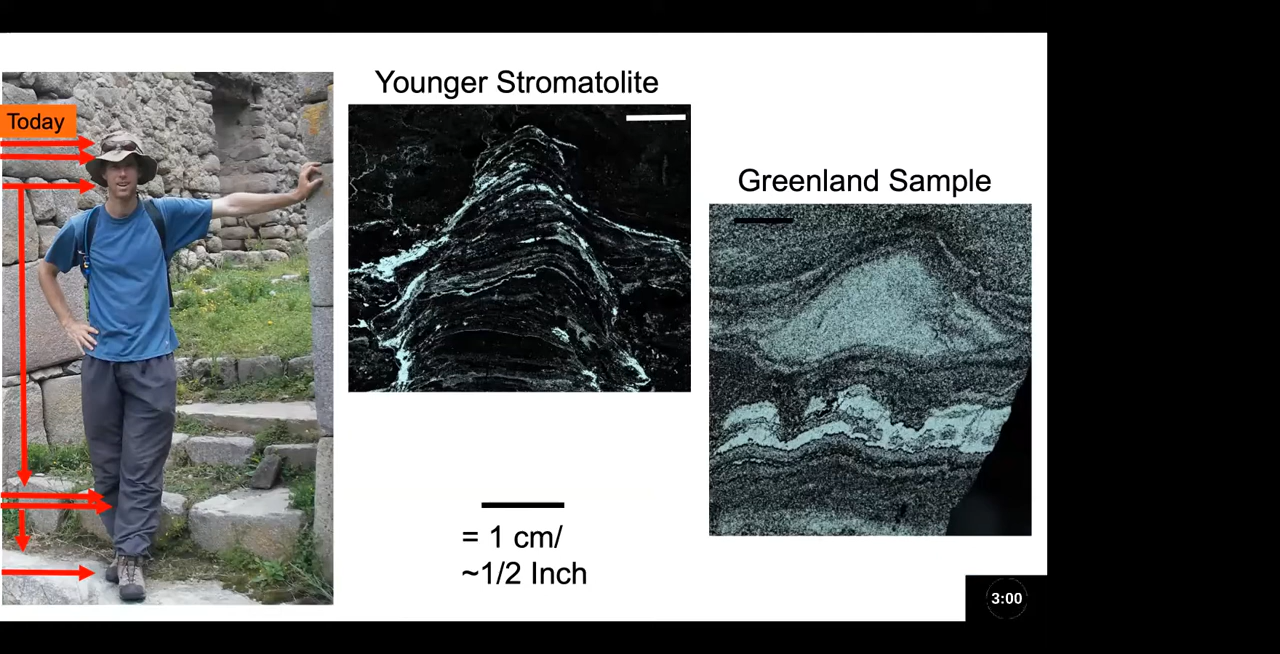 Today
Younger Stromatolite
Greenland Sample
= 1 cm/
~1/2 Inch
3:00